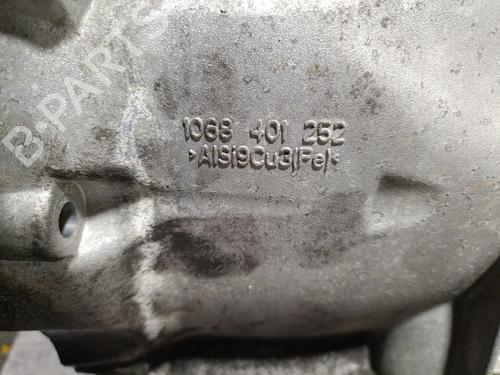 B-PARTS
1068 401 252
>AlSi9Cu3(Fe)<